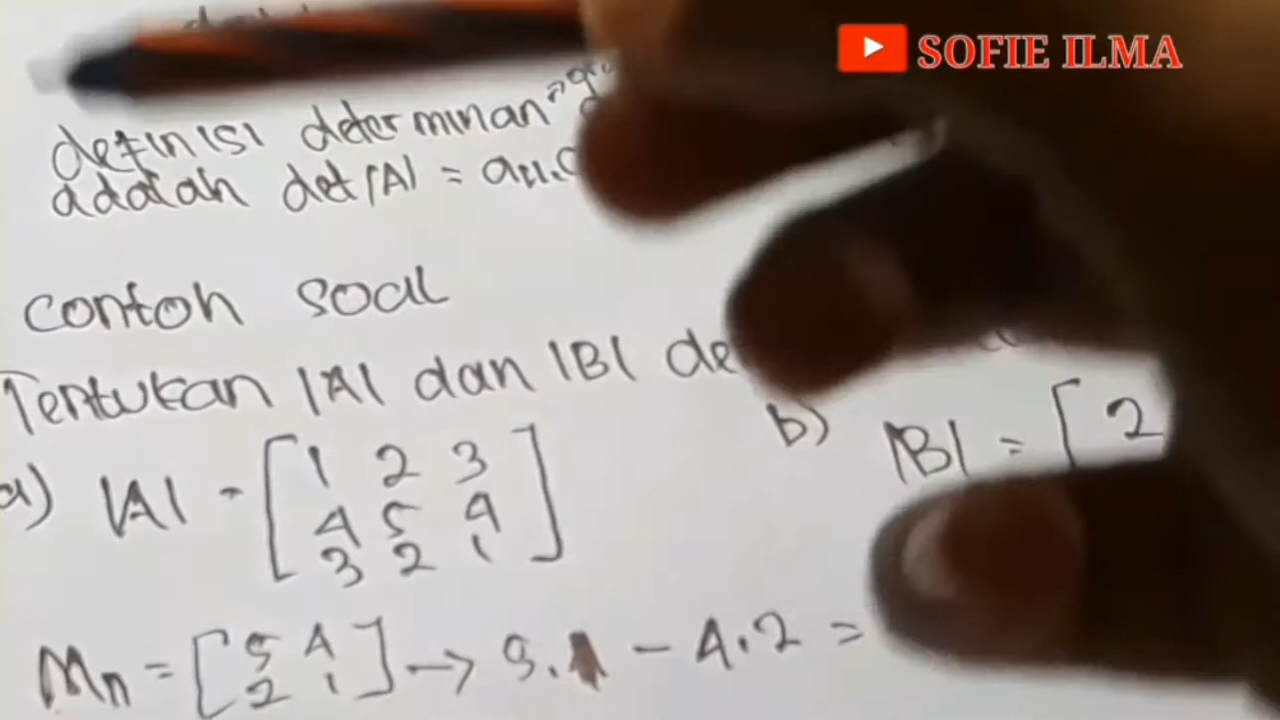 SOFIE ILMA
definisi determinan
adalah det |A| = a11.
Contoh soal
Tentukan |A| dan |B| de
a) |A| = [ 1 2 3
4 5 4
3 2 1 ]
b) |B| = [ 2
M11 = [ 5 4
2 1 ] → 5.1 - 4.2 =